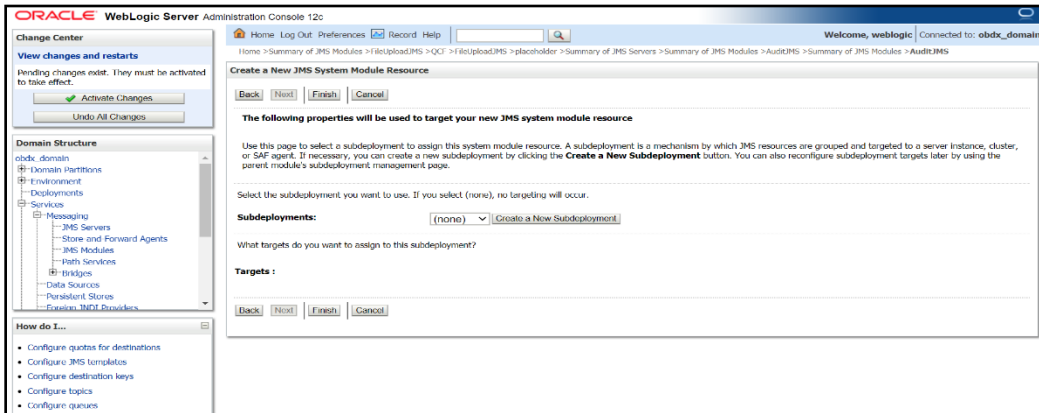 ORACLE WebLogic Server Administration Console 12c
Change Center
View changes and restarts
Pending changes exist. They must be activated
to take effect.
Activate Changes
Undo All Changes
Domain Structure
obdx_domain
Domain Partitions
Environment
Deployments
Services
Messaging
JMS Servers
Store and Forward Agents
JMS Modules
Path Services
Bridges
Data Sources
Persistent Stores
Foreign JNDI Providers
How do I...
Configure quotas for destinations
Configure JMS templates
Configure destination keys
Configure topics
Configure queues
Home Log Out Preferences Record Help
Welcome, weblogic Connected to: obdx_domain
Home >Summary of JMS Modules >FileUploadJMS >QCF >FileUploadJMS >placeholder >Summary of JMS Servers >Summary of JMS Modules >AuditJMS >Summary of JMS Modules >AuditJMS
Create a New JMS System Module Resource
Back Next Finish Cancel
The following properties will be used to target your new JMS system module resource
Use this page to select a subdeployment to assign this system module resource. A subdeployment is a mechanism by which JMS resources are grouped and targeted to a server instance, cluster,
or SAF agent. If necessary, you can create a new subdeployment by clicking the Create a New Subdeployment button. You can also reconfigure subdeployment targets later by using the
parent module's subdeployment management page.
Select the subdeployment you want to use. If you select (none), no targeting will occur.
Subdeployments: (none) Create a New Subdeployment
What targets do you want to assign to this subdeployment?
Targets :
Back Next Finish Cancel